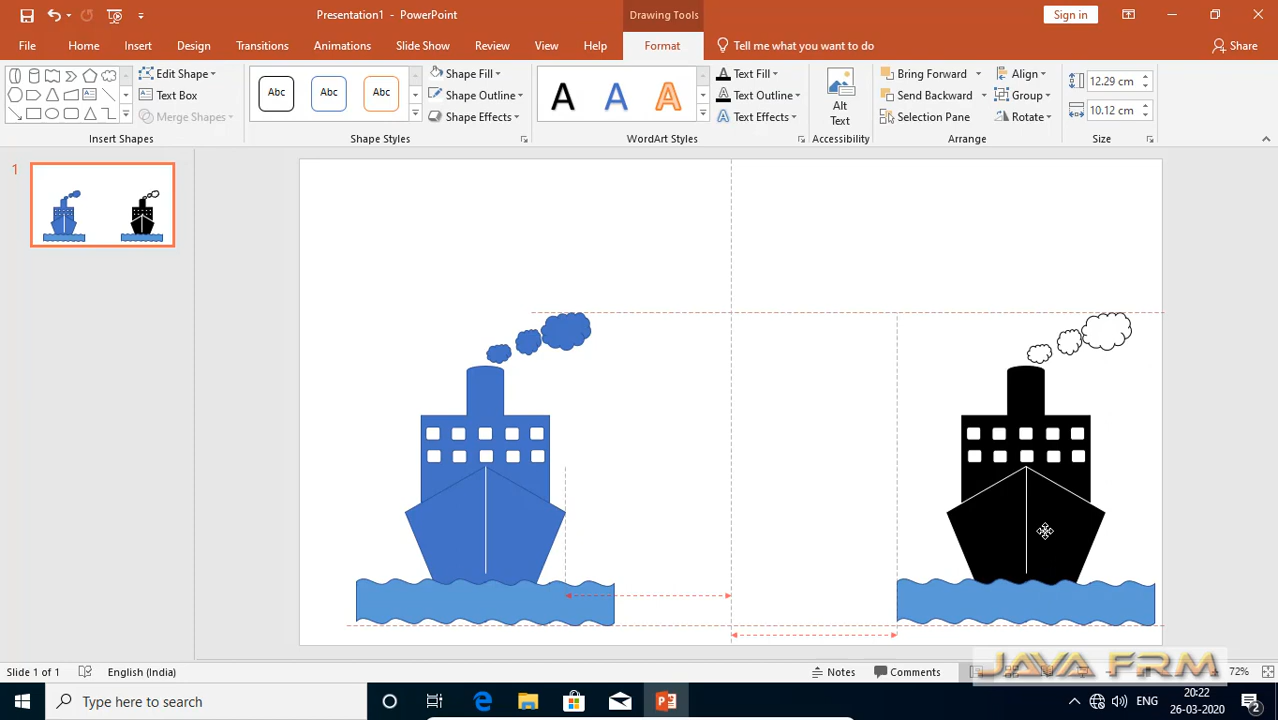 Presentation1 - PowerPoint
Drawing Tools
Sign in
File
Home
Insert
Design
Transitions
Animations
Slide Show
Review
View
Help
Format
Tell me what you want to do
Share
Edit Shape
Text Box
Merge Shapes
Insert Shapes
Abc
Abc
Abc
Shape Fill
Shape Outline
Shape Effects
Shape Styles
A
A
A
Text Fill
Text Outline
Text Effects
WordArt Styles
Alt
Text
Accessibility
Bring Forward
Send Backward
Selection Pane
Align
Group
Rotate
Arrange
12.29 cm
10.12 cm
Size
1
Slide 1 of 1
English (India)
Notes
Comments
72%
JAVA FRM
Type here to search
ENG
20:22
26-03-2020
2